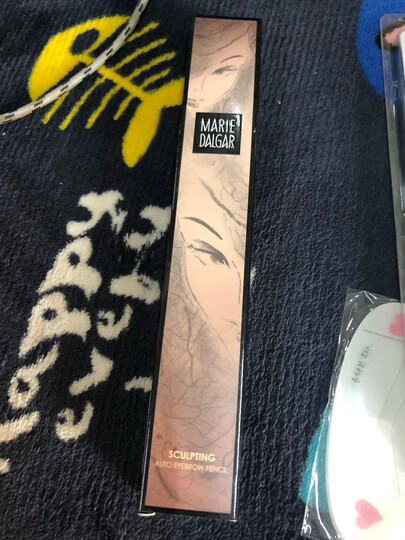 MARIE
DALGAR
SCULPTING
AUTO EYEBROW PENCIL
Happy
every